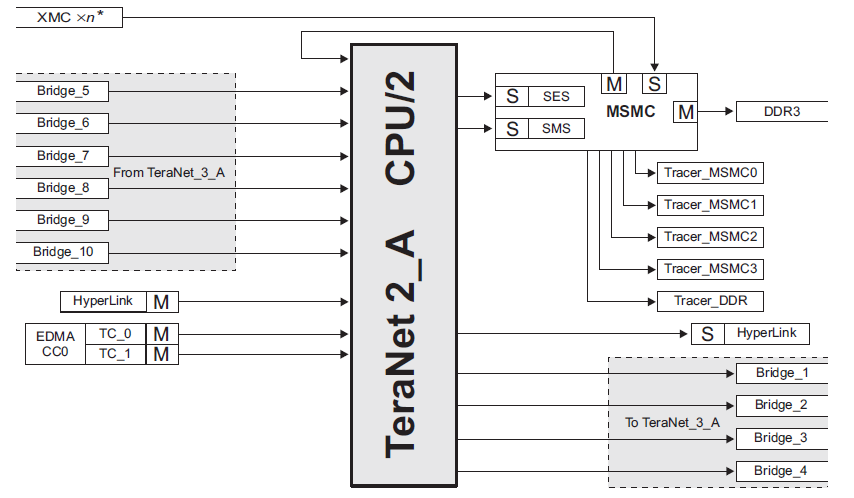 XMC ×n*
Bridge_5
Bridge_6
Bridge_7
From TeraNet_3_A
Bridge_8
Bridge_9
Bridge_10
HyperLink M
EDMA CC0
TC_0 M
TC_1 M
TeraNet 2_A CPU/2
M S
S SES
MSMC
M
S SMS
DDR3
Tracer_MSMC0
Tracer_MSMC1
Tracer_MSMC2
Tracer_MSMC3
Tracer_DDR
S HyperLink
Bridge_1
Bridge_2
To TeraNet_3_A
Bridge_3
Bridge_4